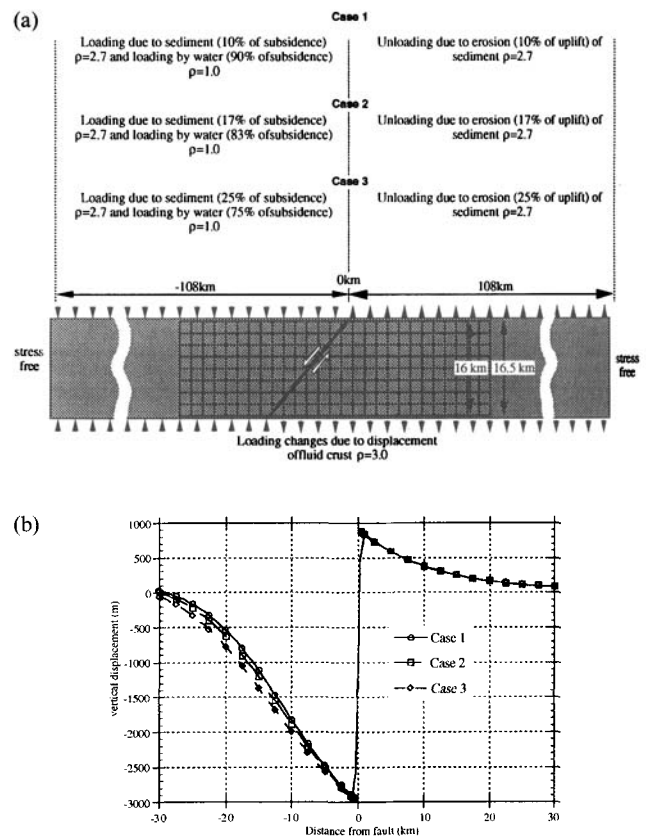 (a)
Case 1
Loading due to sediment (10% of subsidence)
ρ=2.7 and loading by water (90% ofsubsidence)
ρ=1.0
Unloading due to erosion (10% of uplift) of
sediment ρ=2.7
Case 2
Loading due to sediment (17% of subsidence)
ρ=2.7 and loading by water (83% ofsubsidence)
ρ=1.0
Unloading due to erosion (17% of uplift) of
sediment ρ=2.7
Case 3
Loading due to sediment (25% of subsidence)
ρ=2.7 and loading by water (75% ofsubsidence)
ρ=1.0
Unloading due to erosion (25% of uplift) of
sediment ρ=2.7
-108km
0km
108km
stress
free
16 km
16.5 km
stress
free
Loading changes due to displacement
offluid crust ρ=3.0
(b)
1000
500
0
-500
-1000
-1500
-2000
-2500
-3000
vertical displacement (m)
Case 1
Case 2
Case 3
-30 -20 -10 0 10 20 30
Distance from fault (km)